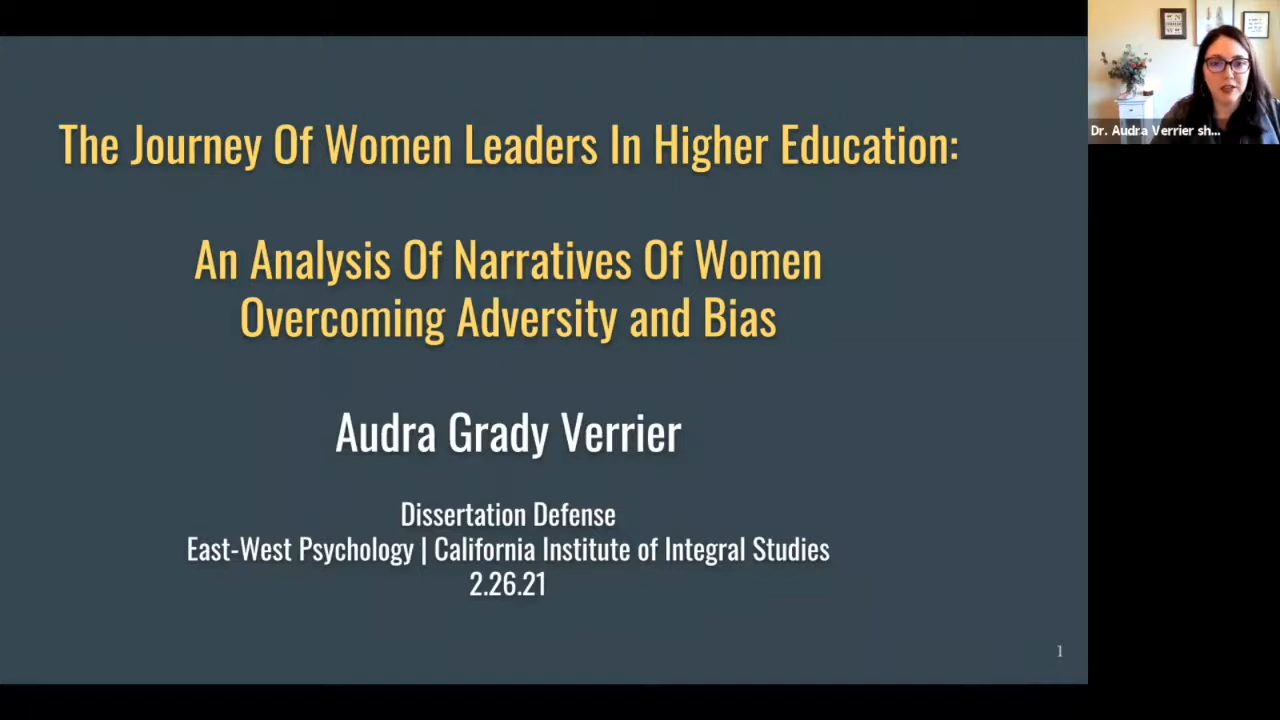 The Journey Of Women Leaders In Higher Education:
An Analysis Of Narratives Of Women
Overcoming Adversity and Bias
Audra Grady Verrier
Dissertation Defense
East-West Psychology | California Institute of Integral Studies
2.26.21
1
Dr. Audra Verrier sh...